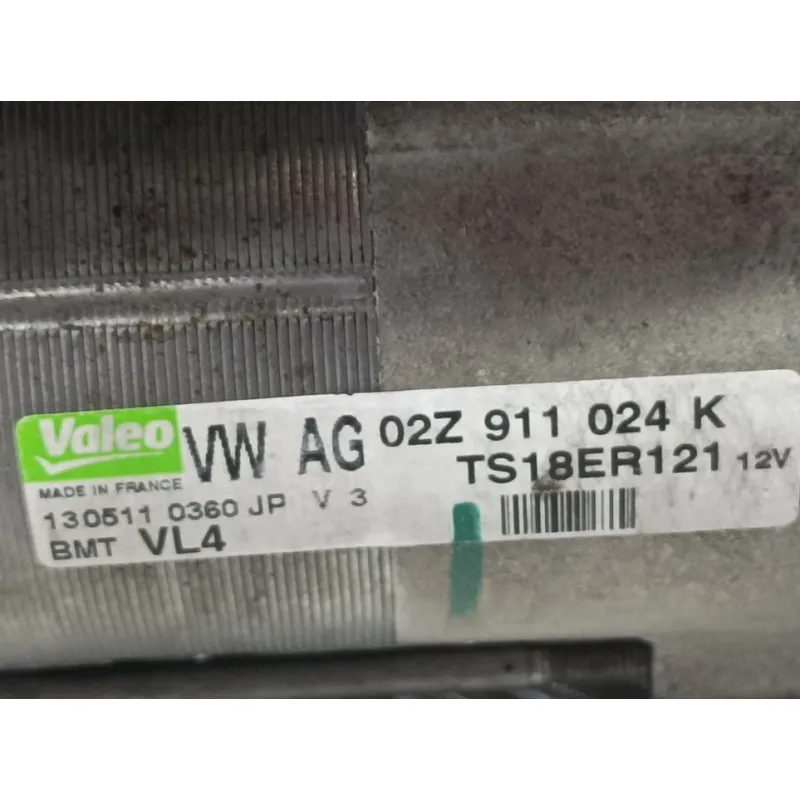 Valeo VW AG 02Z 911 024 K
MADE IN FRANCE TS18ER121 12V
130511 0360 JP V 3
BMT VL4